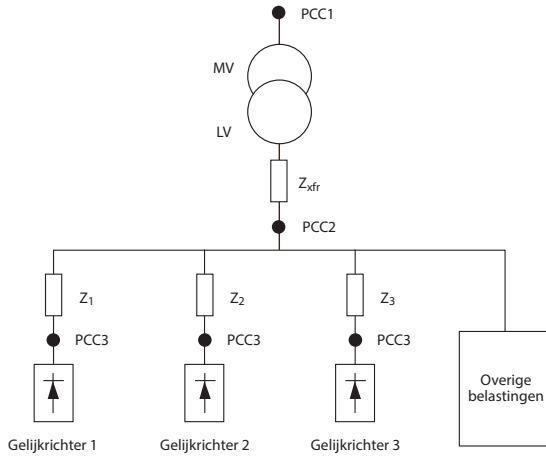 PCC1
MV
LV
Zxfr
PCC2
Z1
Z2
Z3
PCC3
PCC3
PCC3
Overige
belastingen
Gelijkrichter 1
Gelijkrichter 2
Gelijkrichter 3